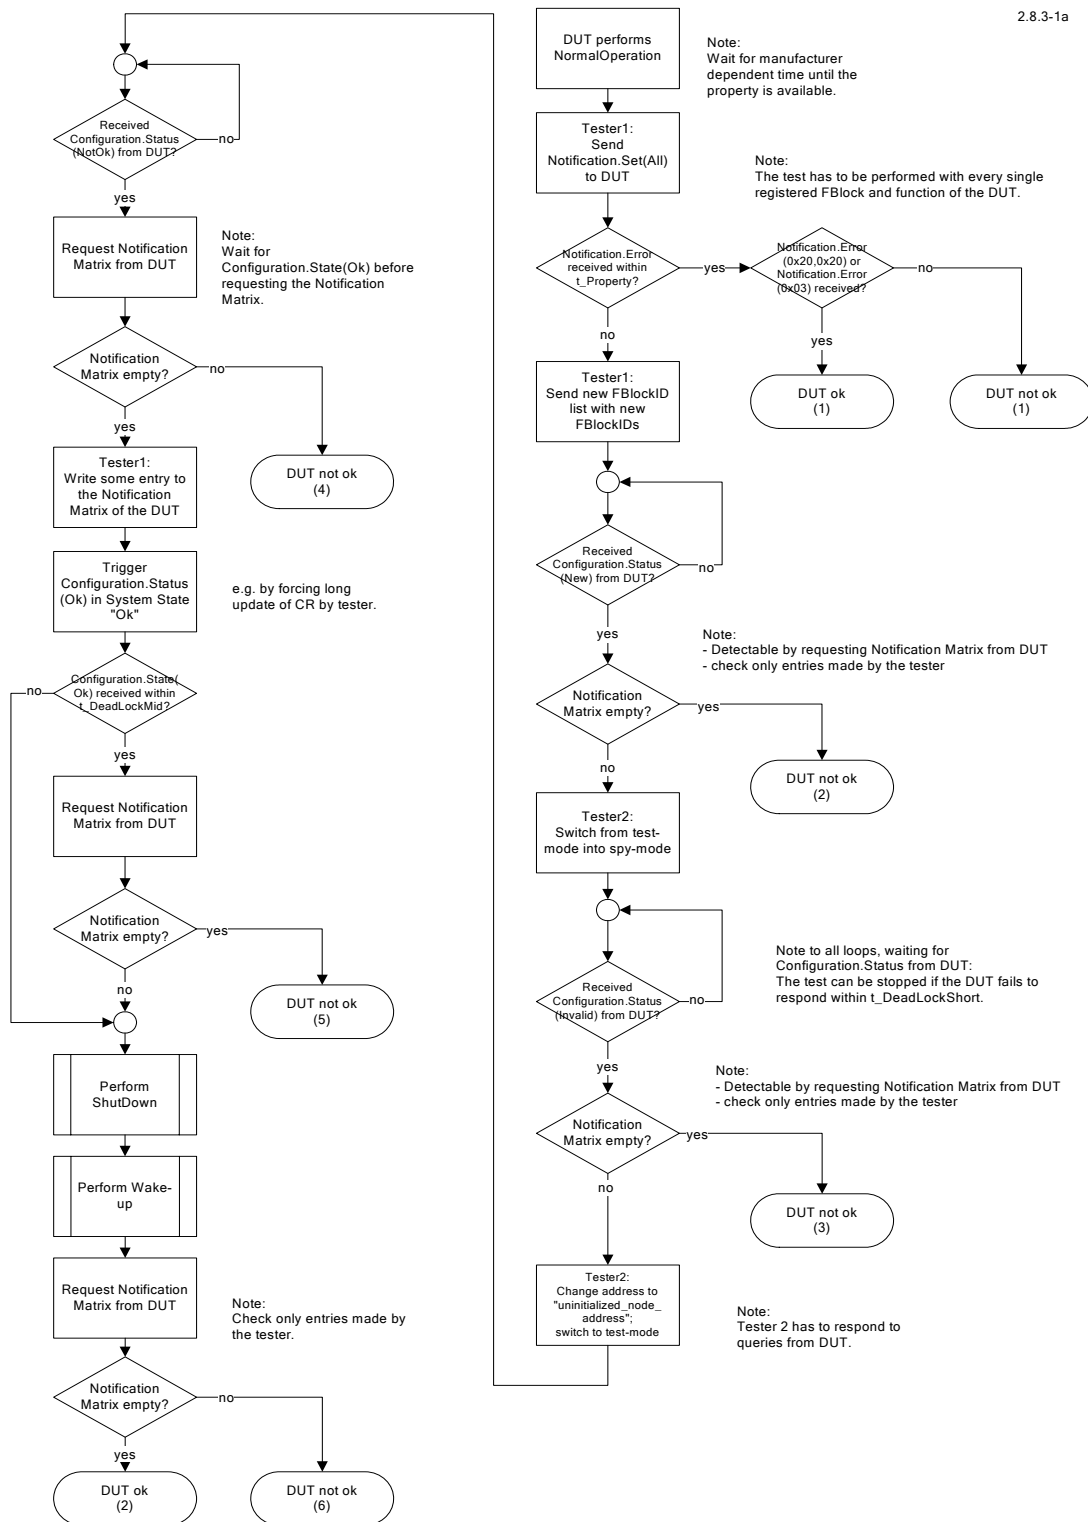 2.8.3-1a
DUT performs
NormalOperation
Note:
Wait for manufacturer
dependent time until the
property is available.
Tester1:
Send
Notification.Set(All)
to DUT
Note:
The test has to be performed with every single
registered FBlock and function of the DUT.
Notification.Error
received within
t_Property?
yes
Notification.Error
(0x20,0x20) or
Notification.Error
(0x03) received?
no
no
yes
DUT ok
(1)
DUT not ok
(1)
Tester1:
Send new FBlockID
list with new
FBlockIDs
Received
Configuration.Status
(New) from DUT?
no
yes
Note:
- Detectable by requesting Notification Matrix from DUT
- check only entries made by the tester
Notification
Matrix empty?
yes
no
DUT not ok
(2)
Tester2:
Switch from test-
mode into spy-mode
Received
Configuration.Status
(Invalid) from DUT?
no
Note to all loops, waiting for
Configuration.Status from DUT:
The test can be stopped if the DUT fails to
respond within t_DeadLockShort.
yes
Note:
- Detectable by requesting Notification Matrix from DUT
- check only entries made by the tester
Notification
Matrix empty?
yes
no
DUT not ok
(3)
Tester2:
Change address to
"uninitialized_node_
address";
switch to test-mode
Note:
Tester 2 has to respond to
queries from DUT.
Received
Configuration.Status
(NotOk) from DUT?
no
yes
Request Notification
Matrix from DUT
Note:
Wait for
Configuration.State(Ok) before
requesting the Notification
Matrix.
Notification
Matrix empty?
no
yes
DUT not ok
(4)
Tester1:
Write some entry to
the Notification
Matrix of the DUT
Trigger
Configuration.Status
(Ok) in System State
"Ok"
e.g. by forcing long
update of CR by tester.
Configuration.State(
Ok) received within
t_DeadLockMid?
no
yes
Request Notification
Matrix from DUT
Notification
Matrix empty?
yes
no
DUT not ok
(5)
Perform
ShutDown
Perform Wake-
up
Request Notification
Matrix from DUT
Note:
Check only entries made by
the tester.
Notification
Matrix empty?
no
yes
DUT ok
(2)
DUT not ok
(6)